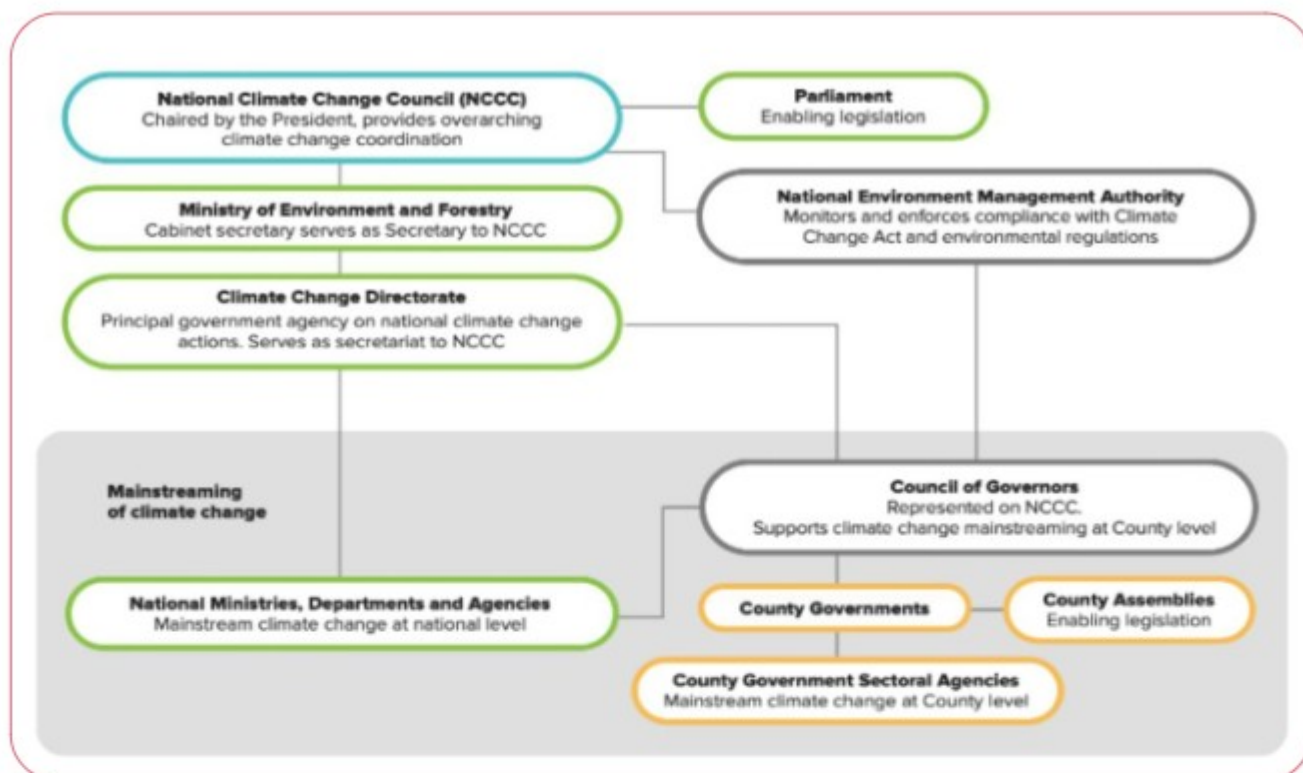 National Climate Change Council (NCCC)
Chaired by the President, provides overarching
climate change coordination
Parliament
Enabling legislation
Ministry of Environment and Forestry
Cabinet secretary serves as Secretary to NCCC
National Environment Management Authority
Monitors and enforces compliance with Climate
Change Act and environmental regulations
Climate Change Directorate
Principal government agency on national climate change
actions. Serves as secretariat to NCCC
Mainstreaming
of climate change
Council of Governors
Represented on NCCC.
Supports climate change mainstreaming at County level
National Ministries, Departments and Agencies
Mainstream climate change at national level
County Governments
County Assemblies
Enabling legislation
County Government Sectoral Agencies
Mainstream climate change at County level